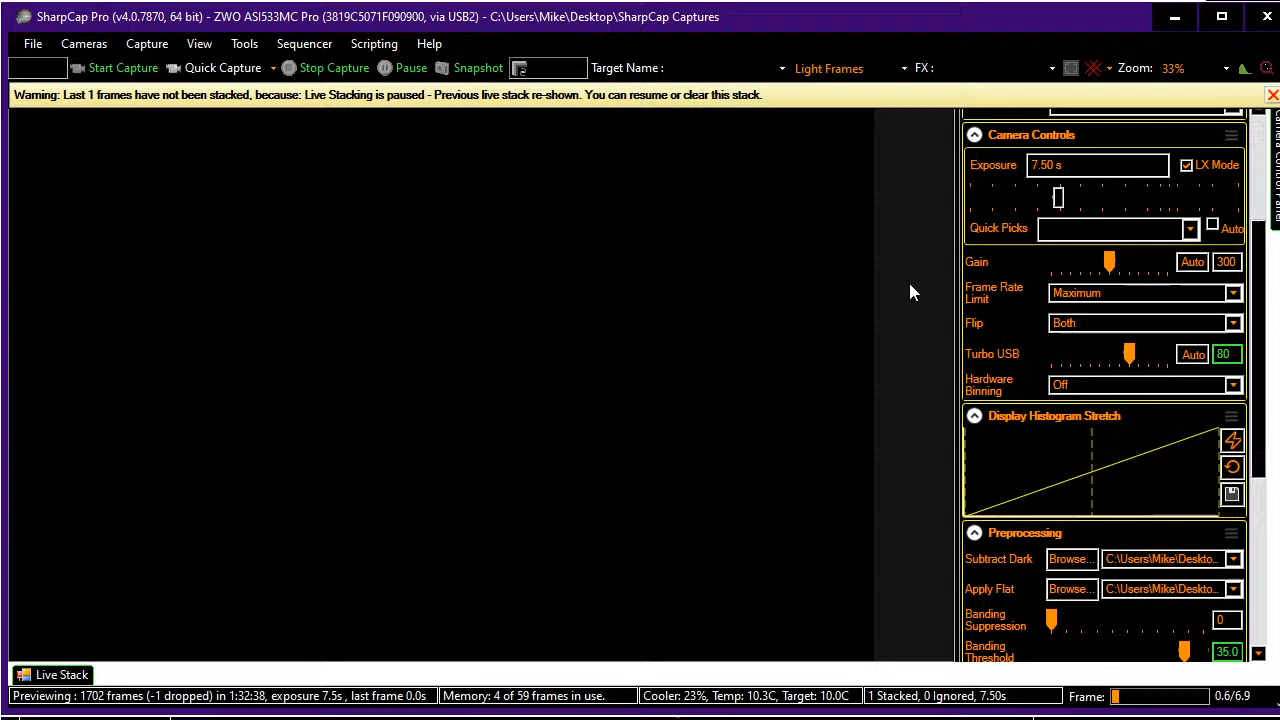 SharpCap Pro (v4.0.7870, 64 bit) - ZWO ASI533MC Pro (3819C5071F090900, via USB2) - C:\Users\Mike\Desktop\SharpCap Captures
File Cameras Capture View Tools Sequencer Scripting Help
Start Capture Quick Capture Stop Capture Pause Snapshot Target Name : Light Frames FX : Zoom: 33%
Warning: Last 1 frames have not been stacked, because: Live Stacking is paused - Previous live stack re-shown. You can resume or clear this stack.
Camera Controls
Exposure 7.50 s LX Mode
Quick Picks Auto
Gain Auto 300
Frame Rate
Limit Maximum
Flip Both
Turbo USB Auto 80
Hardware
Binning Off
Display Histogram Stretch
Preprocessing
Subtract Dark Browse... C:\Users\Mike\Deskto...
Apply Flat Browse... C:\Users\Mike\Deskto...
Banding
Suppression 0
Banding
Threshold 35.0
Live Stack
Previewing : 1702 frames (-1 dropped) in 1:32:38, exposure 7.5s , last frame 0.0s Memory: 4 of 59 frames in use. Cooler: 23%, Temp: 10.3C, Target: 10.0C 1 Stacked, 0 Ignored, 7.50s Frame: 0.6/6.9